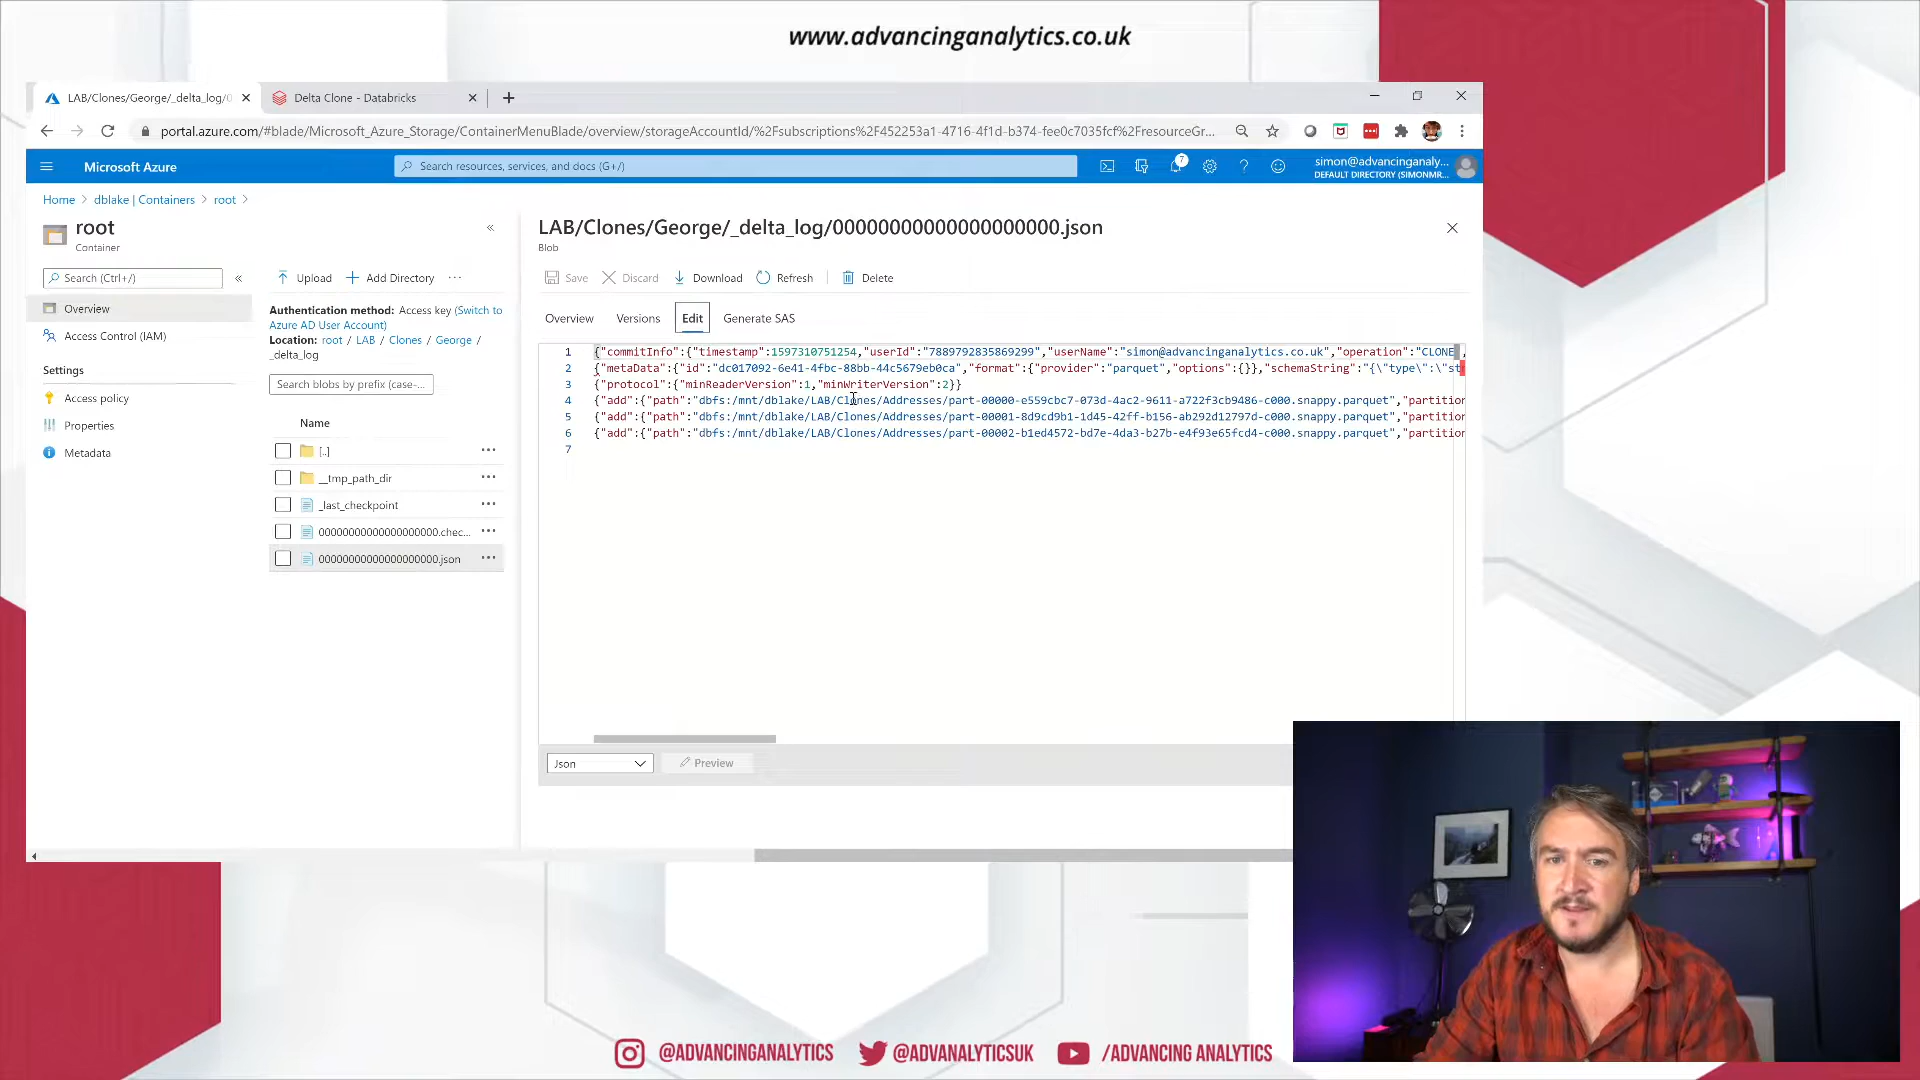 www.advancinganalytics.co.uk
LAB/Clones/George/_delta_log/0
Delta Clone - Databricks
portal.azure.com/#blade/Microsoft_Azure_Storage/ContainerMenuBlade/overview/storageAccountId/%2Fsubscriptions%2F452253a1-4716-4f1d-b374-fee0c7035fcf%2FresourceGr...
Microsoft Azure
Search resources, services, and docs (G+/)
7
simon@advancinganaly...
DEFAULT DIRECTORY (SIMONMR...
Home > dblake | Containers > root >
root
Container
Search (Ctrl+/)
Overview
Access Control (IAM)
Settings
Access policy
Properties
Metadata
Upload
Add Directory
Authentication method: Access key (Switch to
Azure AD User Account)
Location: root / LAB / Clones / George /
_delta_log
Search blobs by prefix (case-...
Name
[..]
__tmp_path_dir
_last_checkpoint
00000000000000000000.chec...
00000000000000000000.json
LAB/Clones/George/_delta_log/00000000000000000000.json
Blob
Save
Discard
Download
Refresh
Delete
Overview
Versions
Edit
Generate SAS
1 {"commitInfo":{"timestamp":1597310751254,"userId":"7889792835869299","userName":"simon@advancinganalytics.co.uk","operation":"CLONE
2 {"metaData":{"id":"dc017092-6e41-4fbc-88bb-44c5679eb0ca","format":{"provider":"parquet","options":{}},"schemaString":"{\"type\":\"st
3 {"protocol":{"minReaderVersion":1,"minWriterVersion":2}}
4 {"add":{"path":"dbfs:/mnt/dblake/LAB/Clones/Addresses/part-00000-e559cbc7-073d-4ac2-9611-a722f3cb9486-c000.snappy.parquet","partition
5 {"add":{"path":"dbfs:/mnt/dblake/LAB/Clones/Addresses/part-00001-8d9cd9b1-1d45-42ff-b156-ab292d12797d-c000.snappy.parquet","partition
6 {"add":{"path":"dbfs:/mnt/dblake/LAB/Clones/Addresses/part-00002-b1ed4572-bd7e-4da3-b27b-e4f93e65fcd4-c000.snappy.parquet","partition
7
Json
Preview
@ADVANCINGANALYTICS
@ADVANALYTICSUK
/ADVANCING ANALYTICS